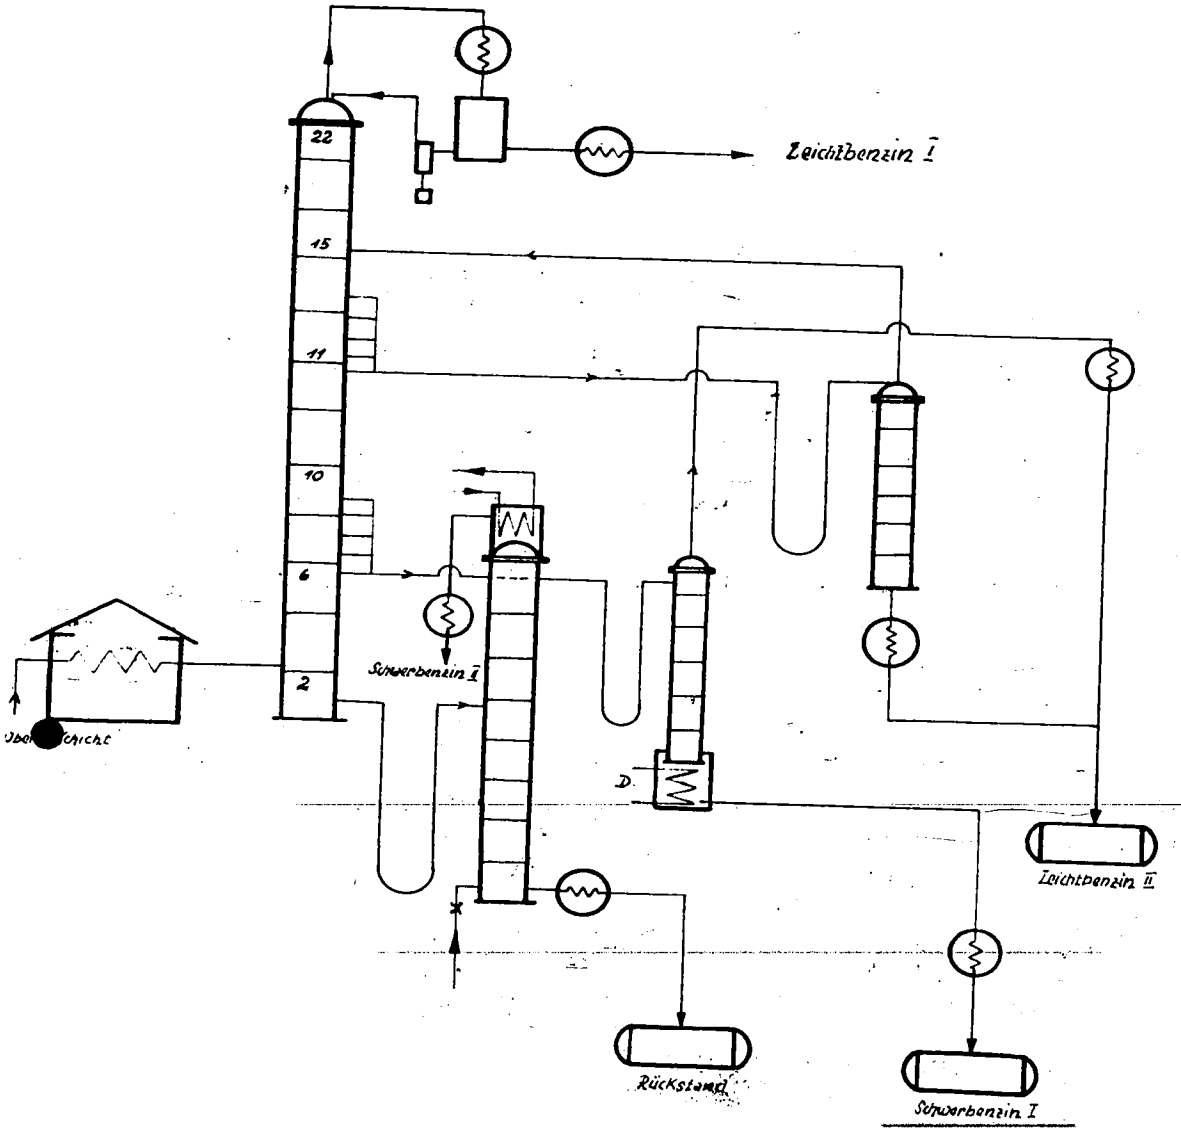 22
Leichtbenzin I
15
11
10
6
Schwerbenzin II
2
D
Leichtbenzin II
Rückstand
Schwerbenzin I